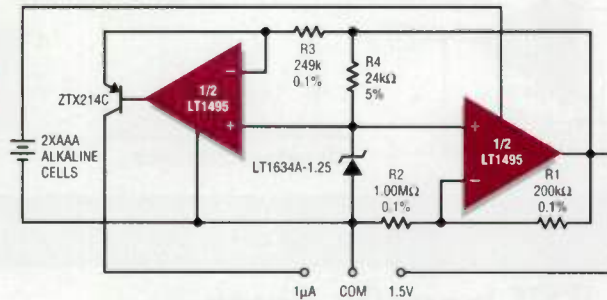 R3
249k
0.1%
R4
24kΩ
5%
ZTX214C
1/2
LT1495
−
+
2XAAA
ALKALINE
CELLS
LT1634A-1.25
+
−
1/2
LT1495
R2
1.00MΩ
0.1%
R1
200kΩ
0.1%
1µA
COM
1.5V